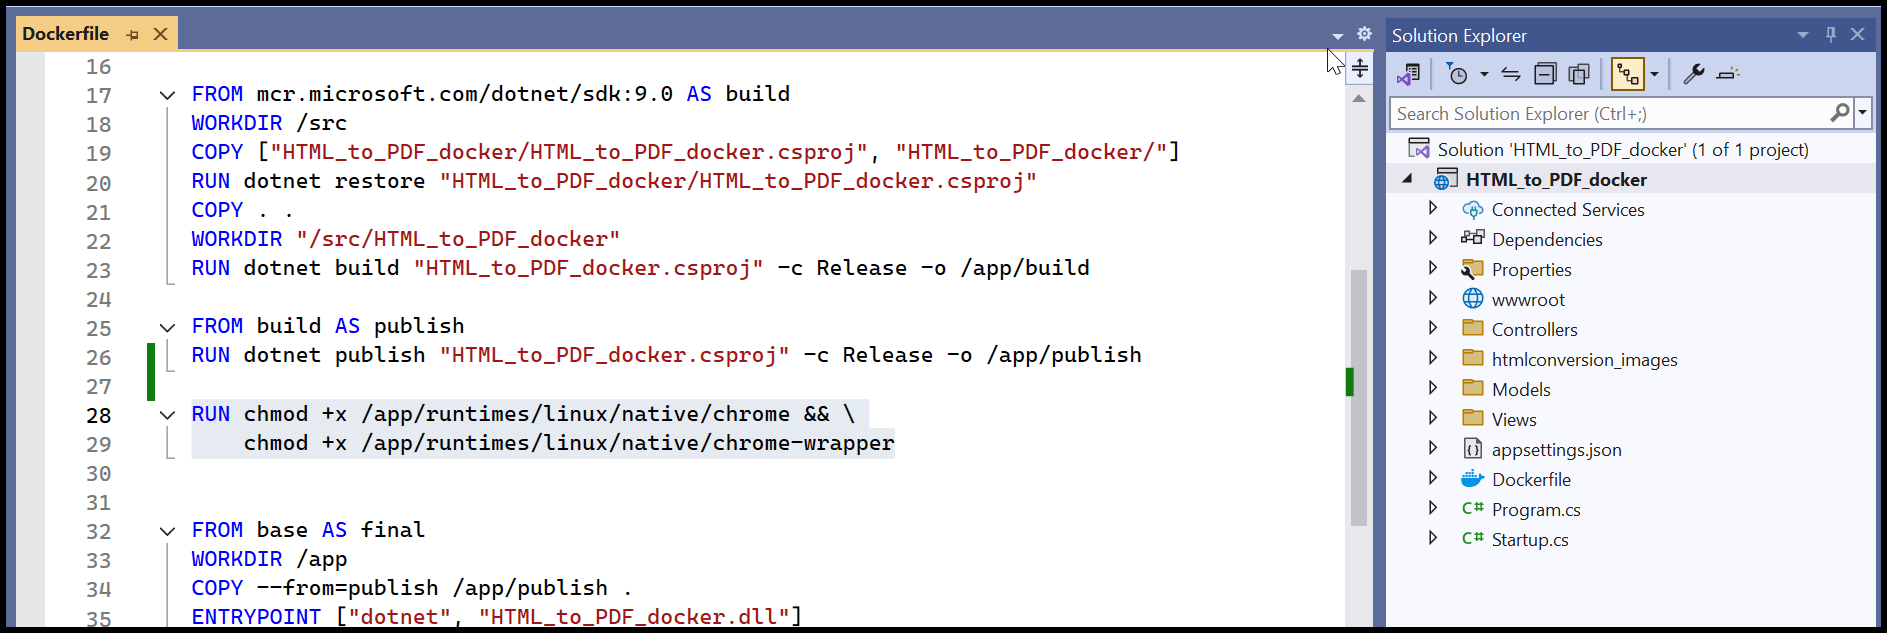 Dockerfile
16
17 FROM mcr.microsoft.com/dotnet/sdk:9.0 AS build
18 WORKDIR /src
19 COPY ["HTML_to_PDF_docker/HTML_to_PDF_docker.csproj", "HTML_to_PDF_docker/"]
20 RUN dotnet restore "HTML_to_PDF_docker/HTML_to_PDF_docker.csproj"
21 COPY . .
22 WORKDIR "/src/HTML_to_PDF_docker"
23 RUN dotnet build "HTML_to_PDF_docker.csproj" -c Release -o /app/build
24
25 FROM build AS publish
26 RUN dotnet publish "HTML_to_PDF_docker.csproj" -c Release -o /app/publish
27
28 RUN chmod +x /app/runtimes/linux/native/chrome && \
29 chmod +x /app/runtimes/linux/native/chrome-wrapper
30
31
32 FROM base AS final
33 WORKDIR /app
34 COPY --from=publish /app/publish .
35 ENTRYPOINT ["dotnet", "HTML_to_PDF_docker.dll"]
Solution Explorer
Search Solution Explorer (Ctrl+;)
Solution 'HTML_to_PDF_docker' (1 of 1 project)
HTML_to_PDF_docker
Connected Services
Dependencies
Properties
wwwroot
Controllers
htmlconversion_images
Models
Views
appsettings.json
Dockerfile
C# Program.cs
C# Startup.cs